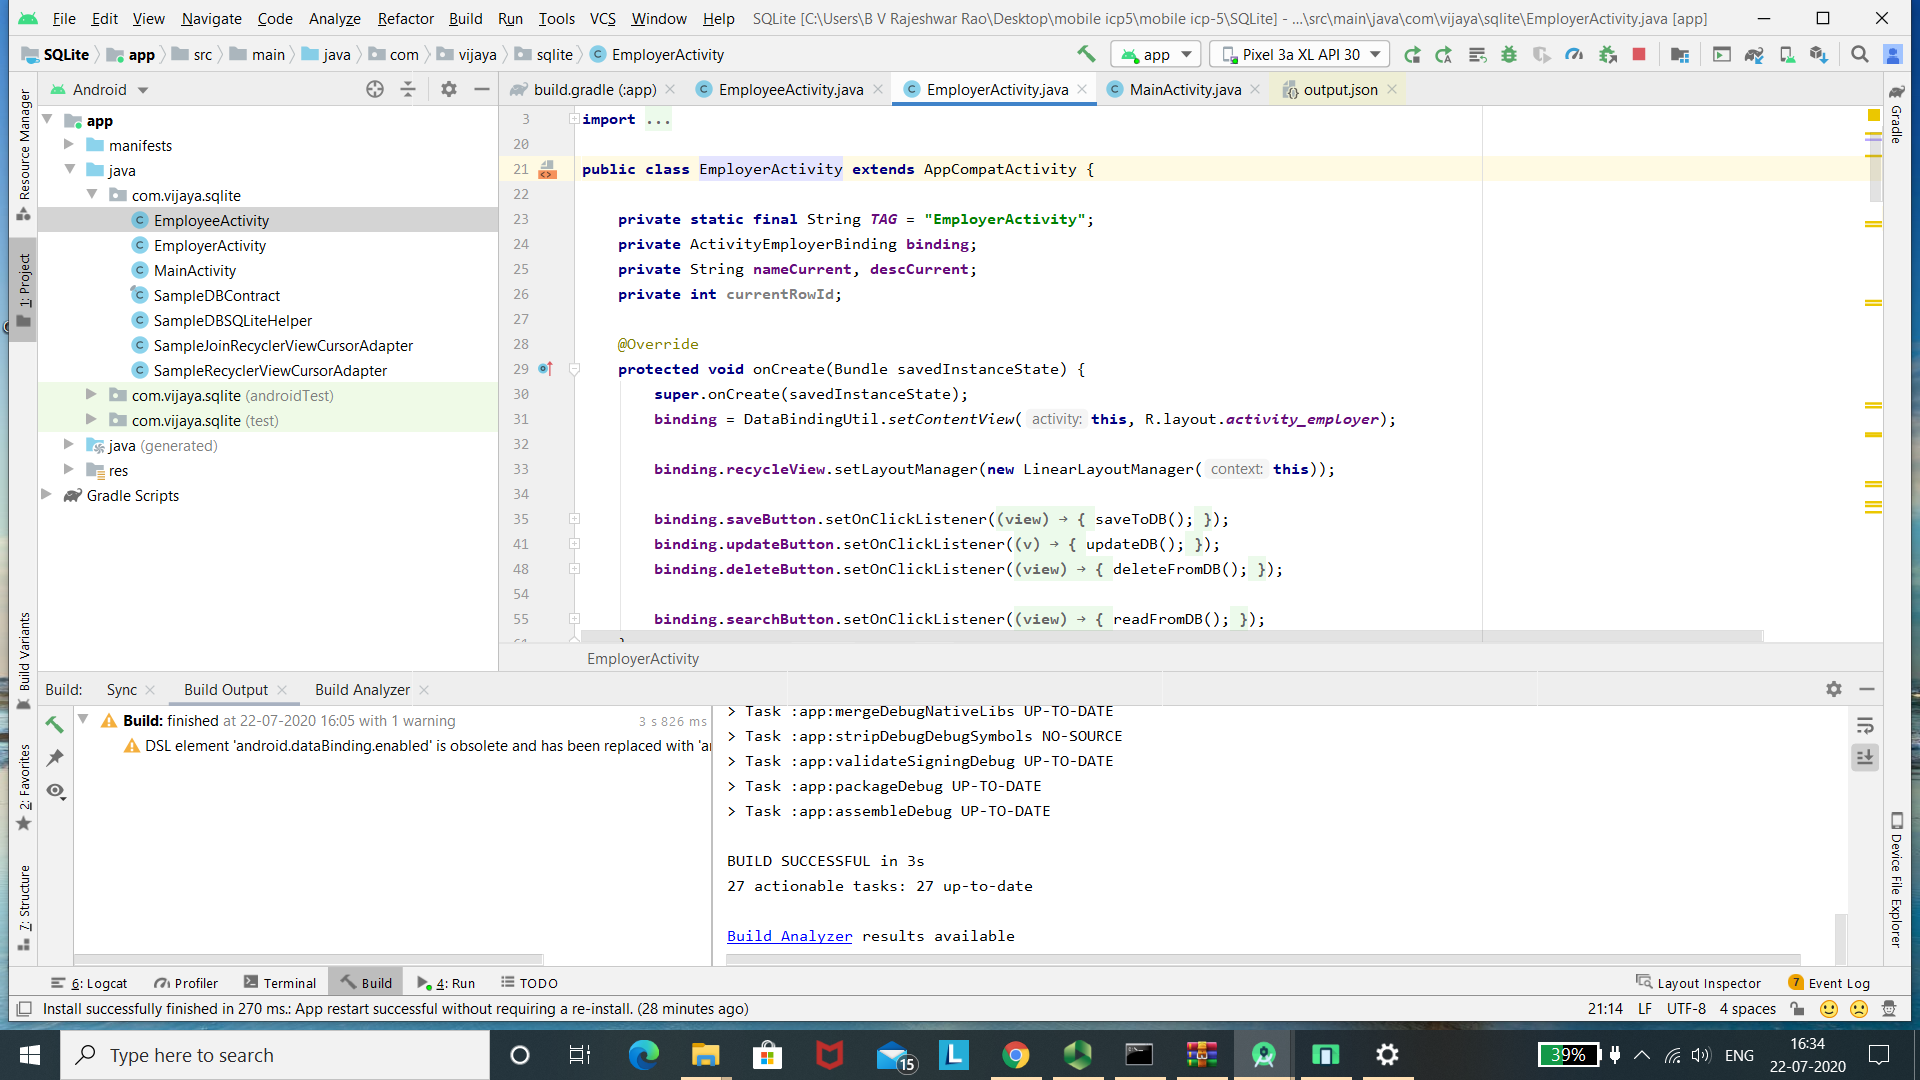 File Edit View Navigate Code Analyze Refactor Build Run Tools VCS Window Help SQLite [C:\Users\B V Rajeshwar Rao\Desktop\mobile icp5\mobile icp-5\SQLite] - ...\src\main\java\com\vijaya\sqlite\EmployerActivity.java [app]
SQLite app src main java com vijaya sqlite EmployerActivity app Pixel 3a XL API 30
Android build.gradle (:app) EmployeeActivity.java EmployerActivity.java MainActivity.java output.json
Resource Manager
1: Project
Build Variants
2: Favorites
7: Structure
app
manifests
java
com.vijaya.sqlite
EmployeeActivity
EmployerActivity
MainActivity
SampleDBContract
SampleDBSQLiteHelper
SampleJoinRecyclerViewCursorAdapter
SampleRecyclerViewCursorAdapter
com.vijaya.sqlite (androidTest)
com.vijaya.sqlite (test)
java (generated)
res
Gradle Scripts
3 import ...
20
21 public class EmployerActivity extends AppCompatActivity {
22
23 private static final String TAG = "EmployerActivity";
24 private ActivityEmployerBinding binding;
25 private String nameCurrent, descCurrent;
26 private int currentRowId;
27
28 @Override
29 protected void onCreate(Bundle savedInstanceState) {
30 super.onCreate(savedInstanceState);
31 binding = DataBindingUtil.setContentView( activity: this, R.layout.activity_employer);
32
33 binding.recycleView.setLayoutManager(new LinearLayoutManager( context: this));
34
35 binding.saveButton.setOnClickListener((view) → { saveToDB(); });
41 binding.updateButton.setOnClickListener((v) → { updateDB(); });
48 binding.deleteButton.setOnClickListener((view) → { deleteFromDB(); });
54
55 binding.searchButton.setOnClickListener((view) → { readFromDB(); });
EmployerActivity
Gradle
Device File Explorer
Build: Sync Build Output Build Analyzer
Build: finished at 22-07-2020 16:05 with 1 warning 3 s 826 ms
DSL element 'android.dataBinding.enabled' is obsolete and has been replaced with 'a
> Task :app:mergeDebugNativeLibs UP-TO-DATE
> Task :app:stripDebugDebugSymbols NO-SOURCE
> Task :app:validateSigningDebug UP-TO-DATE
> Task :app:packageDebug UP-TO-DATE
> Task :app:assembleDebug UP-TO-DATE
BUILD SUCCESSFUL in 3s
27 actionable tasks: 27 up-to-date
Build Analyzer results available
6: Logcat Profiler Terminal Build 4: Run TODO Layout Inspector 7 Event Log
Install successfully finished in 270 ms.: App restart successful without requiring a re-install. (28 minutes ago) 21:14 LF UTF-8 4 spaces
Type here to search 15 L 39% ENG 16:34
22-07-2020